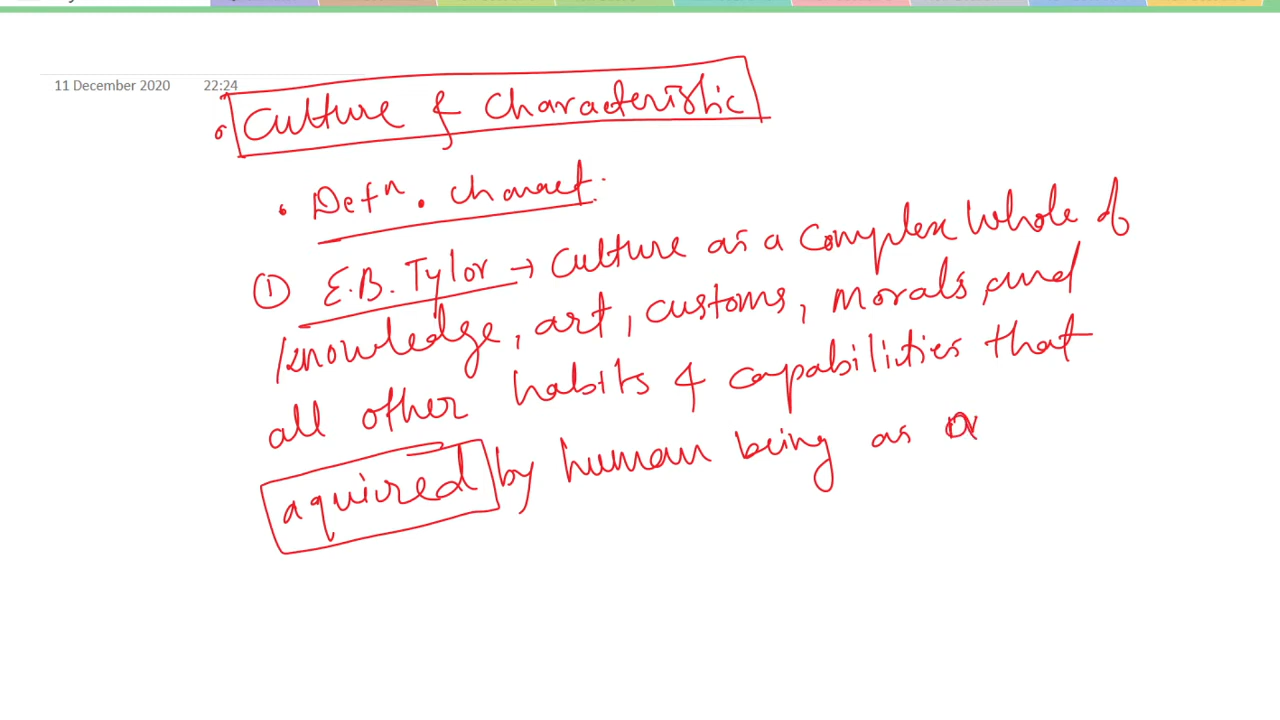 11 December 2020 22:24
Culture & Characteristic
Defn. charact.
① E.B. Tylor → Culture as a complex whole of
knowledge, art, customs, morals and
all other habits & capabilities that
aquired by human being as a